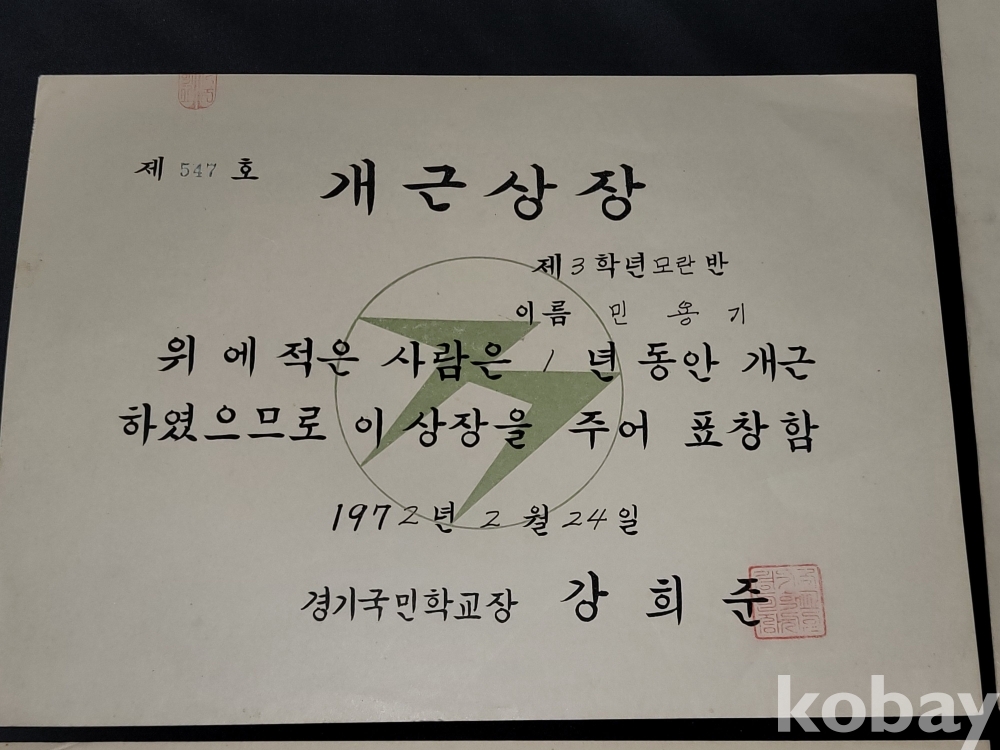 제 547 호
개근상장
제 3 학년 모란 반
이름 민 용 기
위 에 적은 사람은 1 년 동안 개근
하였으므로 이 상장을 주어 표창함
1972년 2 월 24일
경기국민학교장 강 희 준
kobay